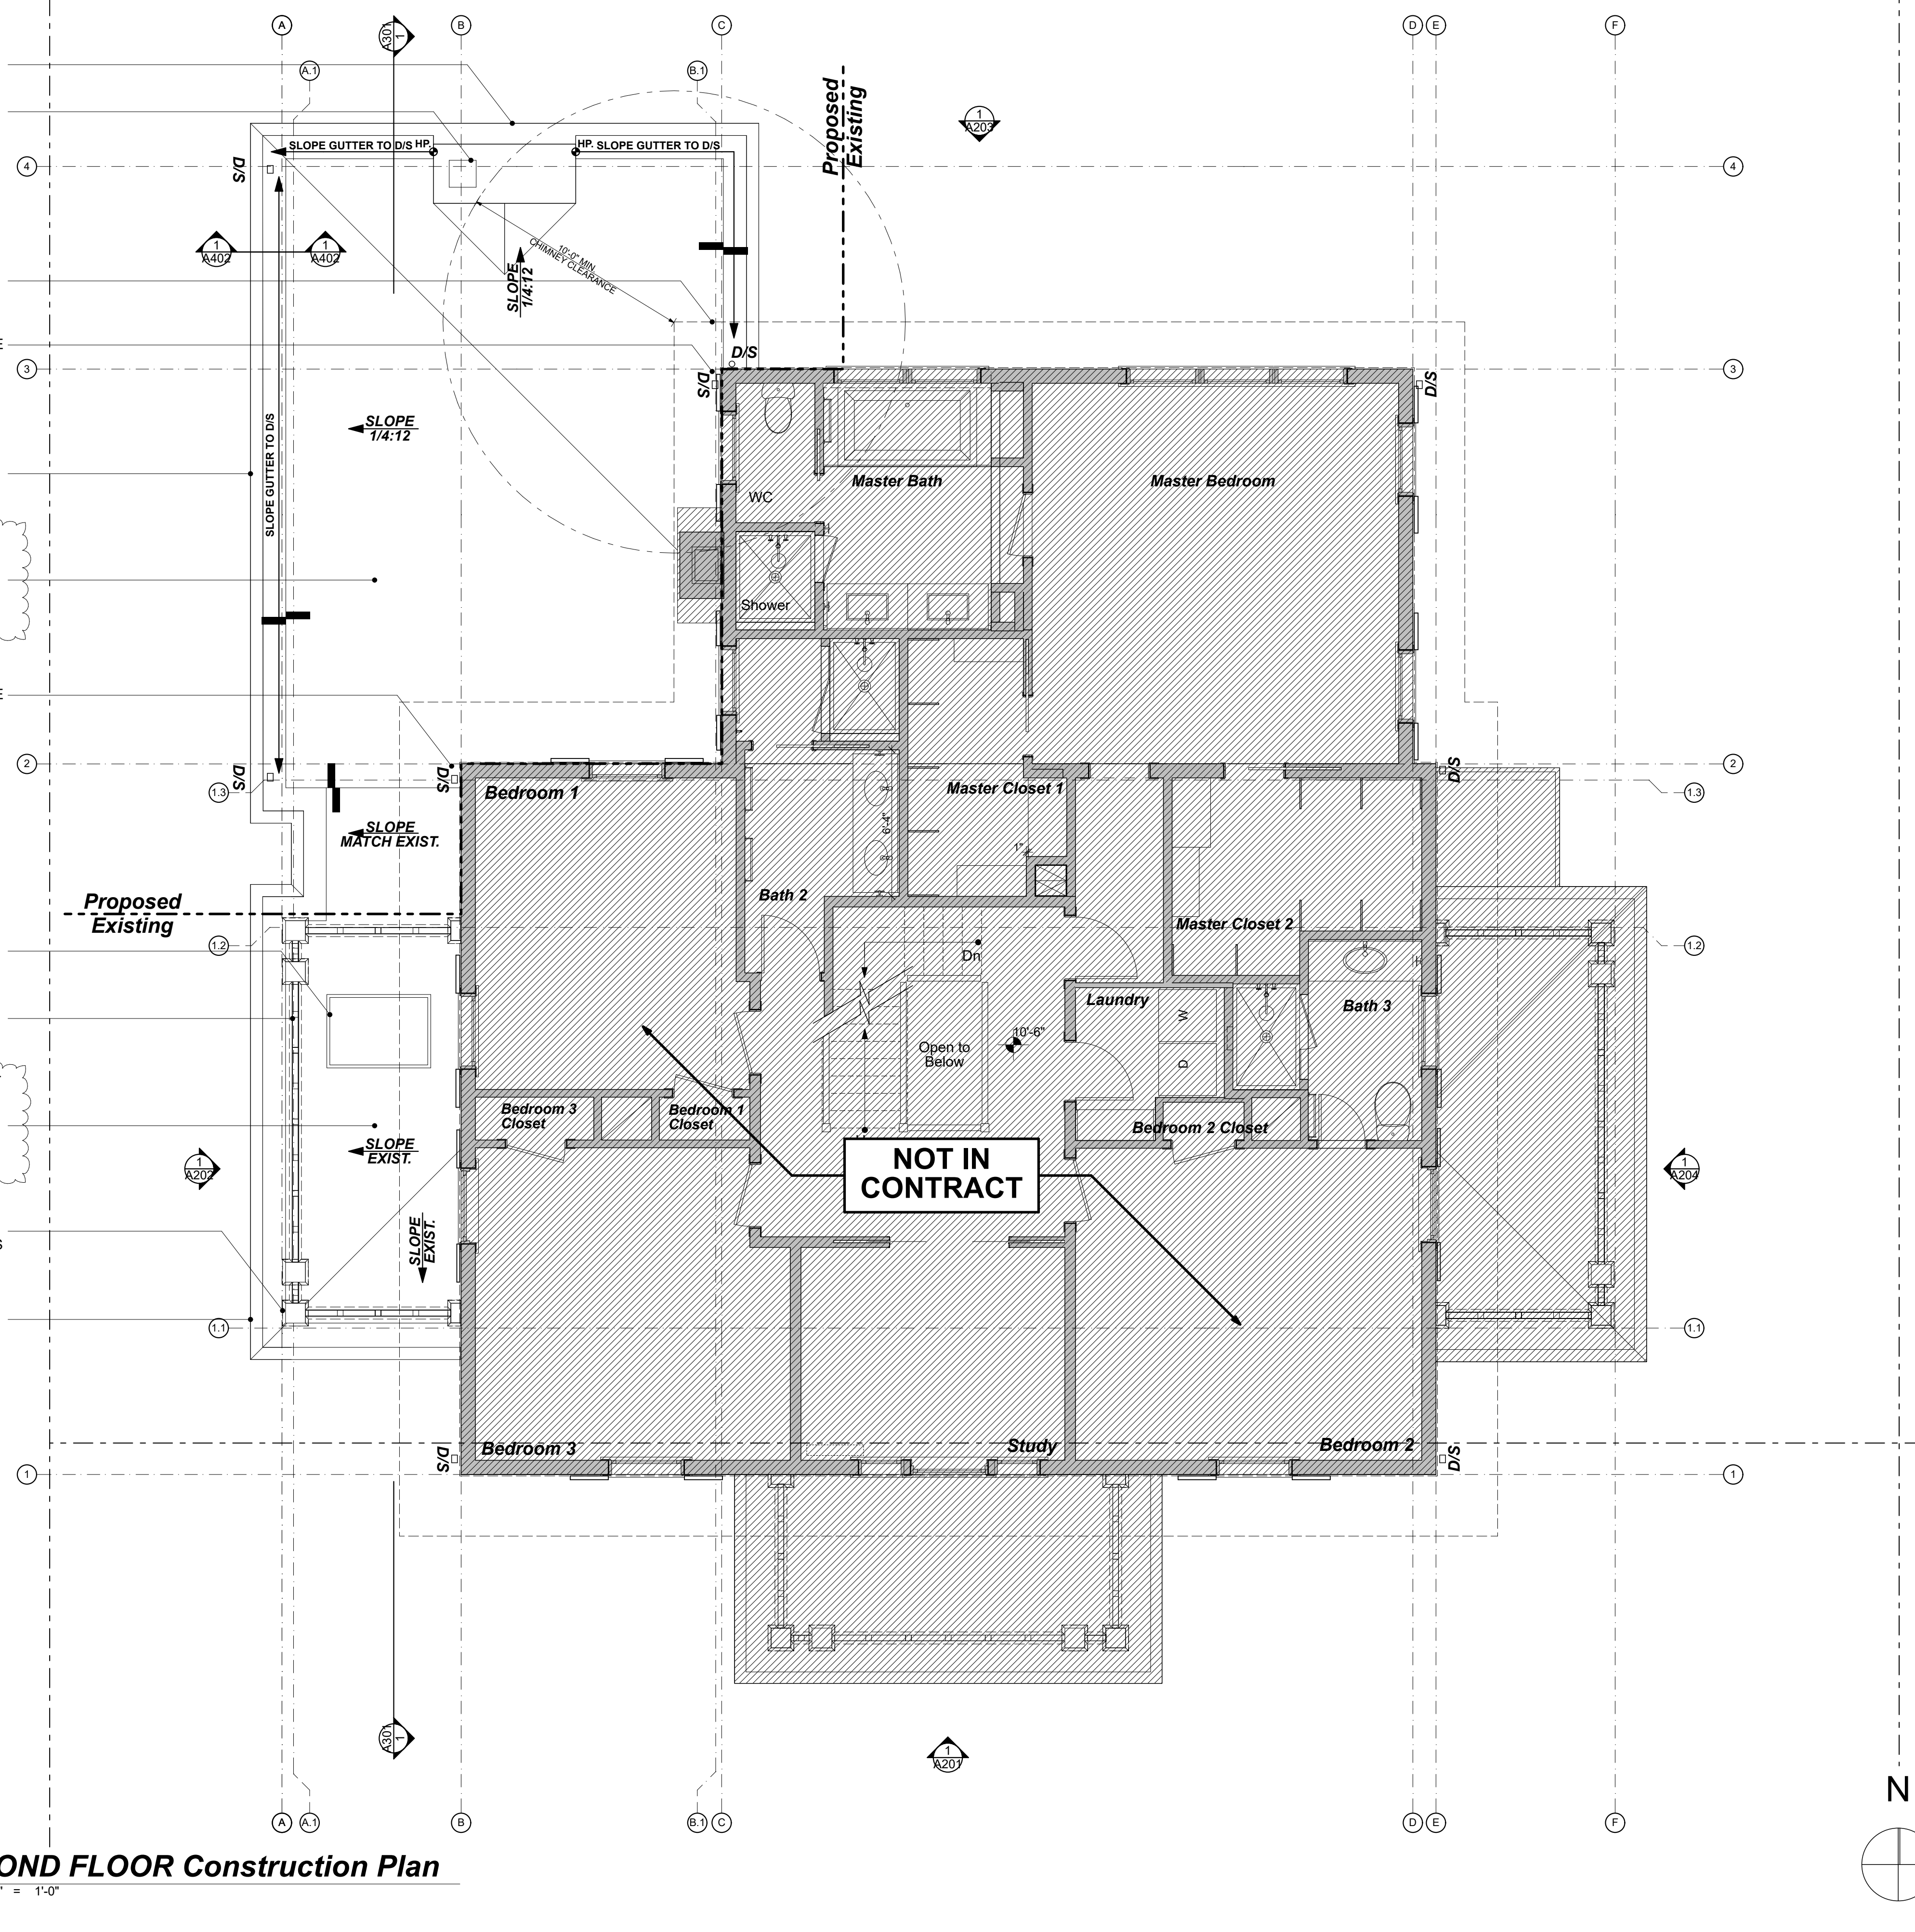 A
B
C
D
E
F
A301
1
A.1
B.1
Proposed
Existing
1
A203
SLOPE GUTTER TO D/S
HP.
HP.
SLOPE GUTTER TO D/S
4
D/S
4
1
A402
1
A402
10'-0" MIN.
CHIMNEY CLEARANCE
SLOPE
1/4:12
E
D/S
3
3
D/S
D/S
SLOPE GUTTER TO D/S
SLOPE
1/4:12
Master Bath
Master Bedroom
WC
Shower
E
2
D/S
D/S
D/S
2
1.3
1.3
Bedroom 1
Master Closet 1
SLOPE
MATCH EXIST.
6'-4"
1"
Bath 2
Proposed
Existing
Master Closet 2
1.2
1.2
Dn
Laundry
Bath 3
W
10'-6"
Open to
Below
D
Bedroom 3
Closet
Bedroom 1
Closet
Bedroom 2 Closet
SLOPE
EXIST.
1
A202
NOT IN
CONTRACT
1
A204
SLOPE
EXIST.
S
1.1
1.1
Bedroom 3
Study
Bedroom 2
D/S
D/S
1
1
A301
1
1
A201
N
A
A.1
B
B.1
C
D
E
F
OND FLOOR Construction Plan
" = 1'-0"